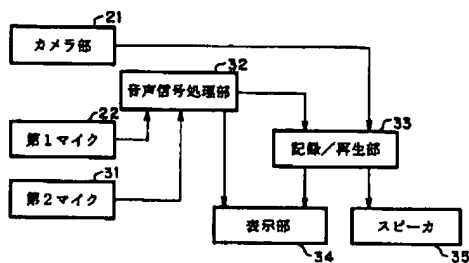 21
カメラ部
32
音声信号処理部
22
第1マイク
33
記録/再生部
31
第2マイク
表示部
34
スピーカ
35